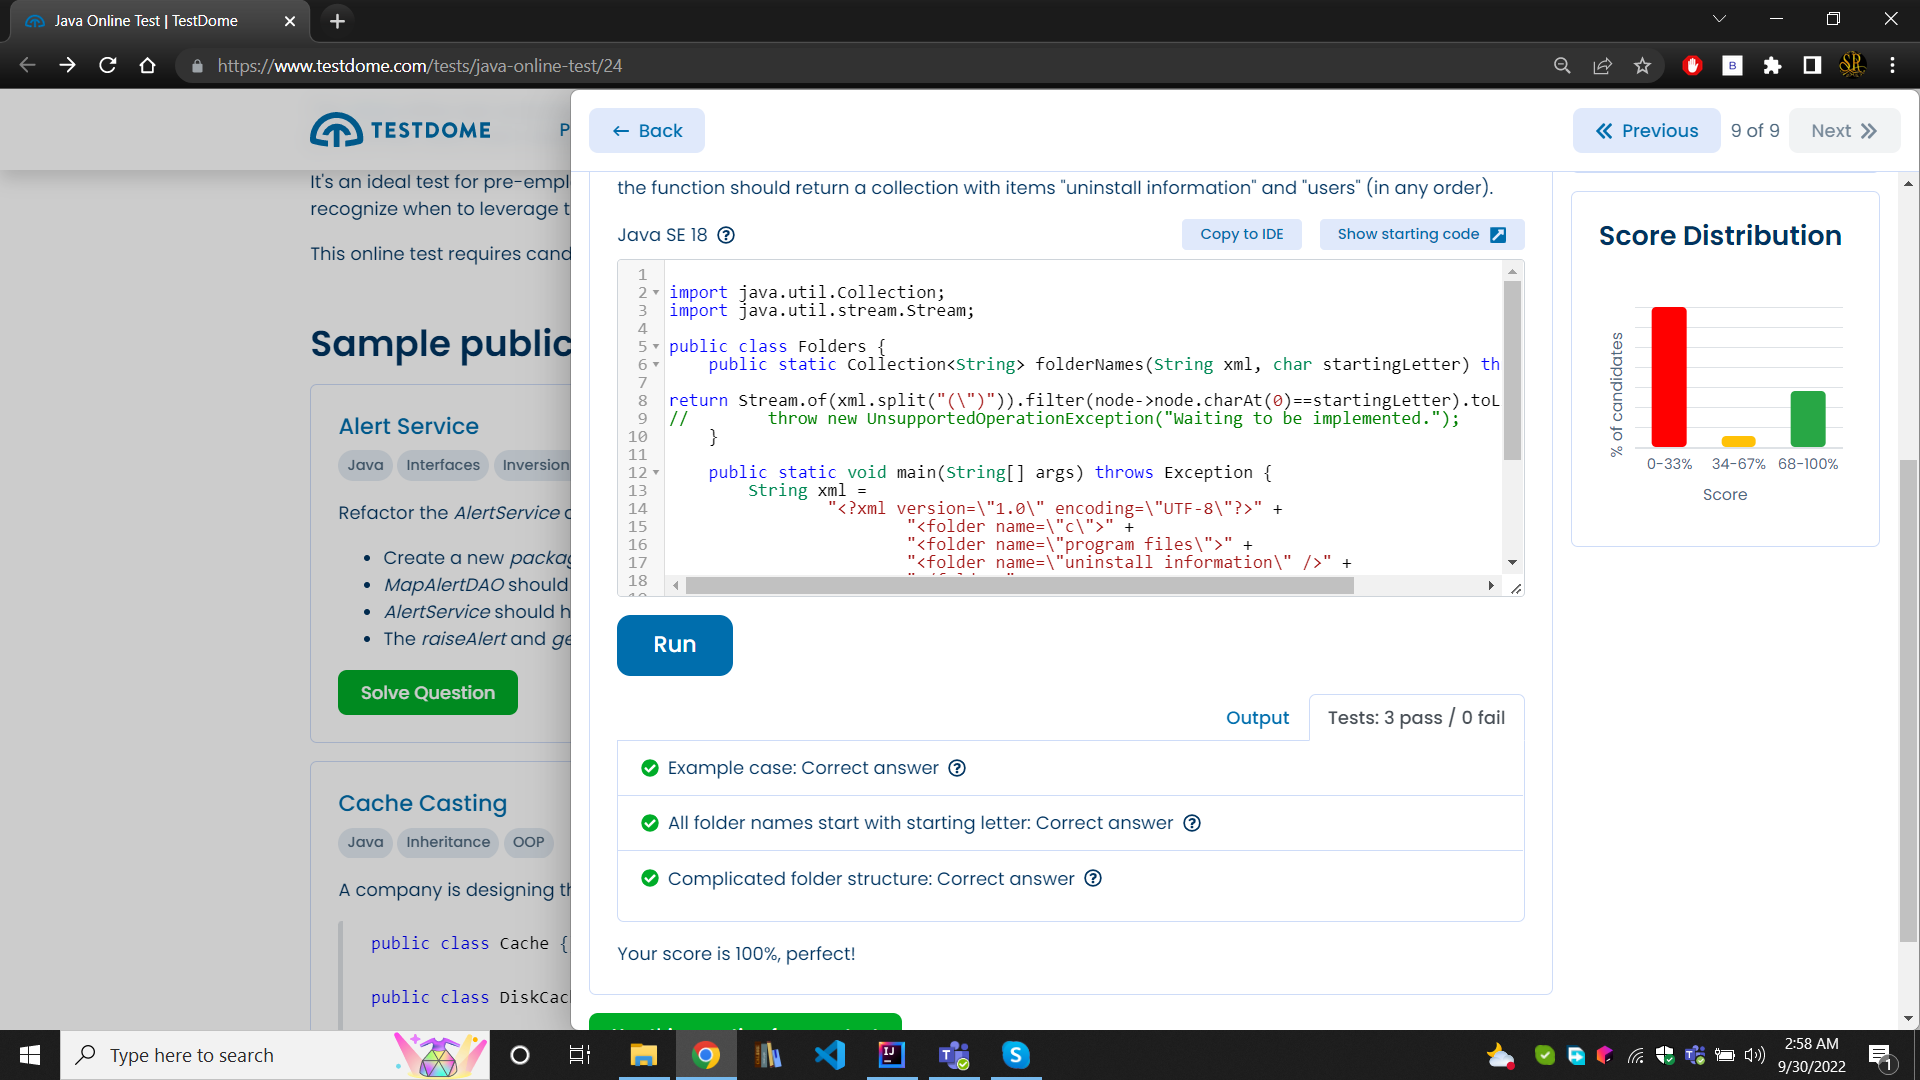 Java Online Test | TestDome
https://www.testdome.com/tests/java-online-test/24
TESTDOME
P
It's an ideal test for pre-empl
recognize when to leverage t
This online test requires cand
Sample public
Alert Service
Java Interfaces Inversion
Refactor the AlertService c
Create a new packag
MapAlertDAO should
AlertService should h
The raiseAlert and ge
Solve Question
Cache Casting
Java Inheritance OOP
A company is designing th
public class Cache {
public class DiskCac
Back
Previous 9 of 9 Next
the function should return a collection with items "uninstall information" and "users" (in any order).
Java SE 18 Copy to IDE Show starting code
1
2 import java.util.Collection;
3 import java.util.stream.Stream;
4
5 public class Folders {
6 public static Collection<String> folderNames(String xml, char startingLetter) th
7
8 return Stream.of(xml.split("(\")")).filter(node->node.charAt(0)==startingLetter).toL
9 // throw new UnsupportedOperationException("Waiting to be implemented.");
10 }
11
12 public static void main(String[] args) throws Exception {
13 String xml =
14 "<?xml version=\"1.0\" encoding=\"UTF-8\"?>" +
15 "<folder name=\"c\">" +
16 "<folder name=\"program files\">" +
17 "<folder name=\"uninstall information\" />" +
18
Run
Output Tests: 3 pass / 0 fail
Example case: Correct answer
All folder names start with starting letter: Correct answer
Complicated folder structure: Correct answer
Your score is 100%, perfect!
Score Distribution
% of candidates
0-33% 34-67% 68-100%
Score
Type here to search
2:58 AM
9/30/2022
1